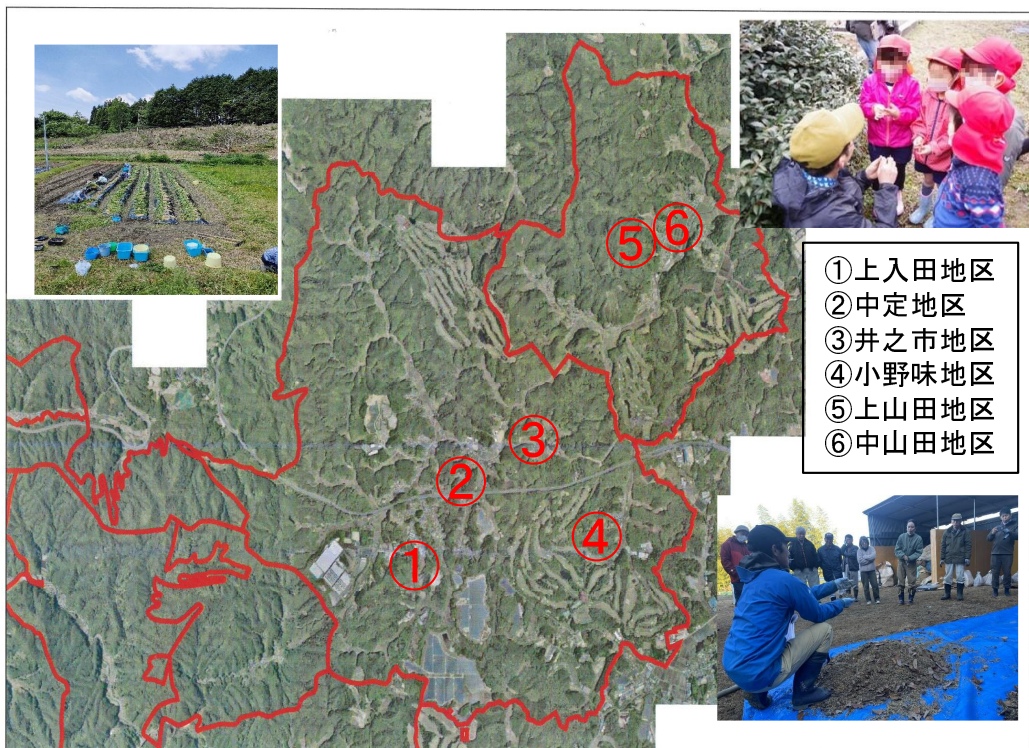 ⑤
⑥
③
②
④
①
①上入田地区
②中定地区
③井之市地区
④小野味地区
⑤上山田地区
⑥中山田地区